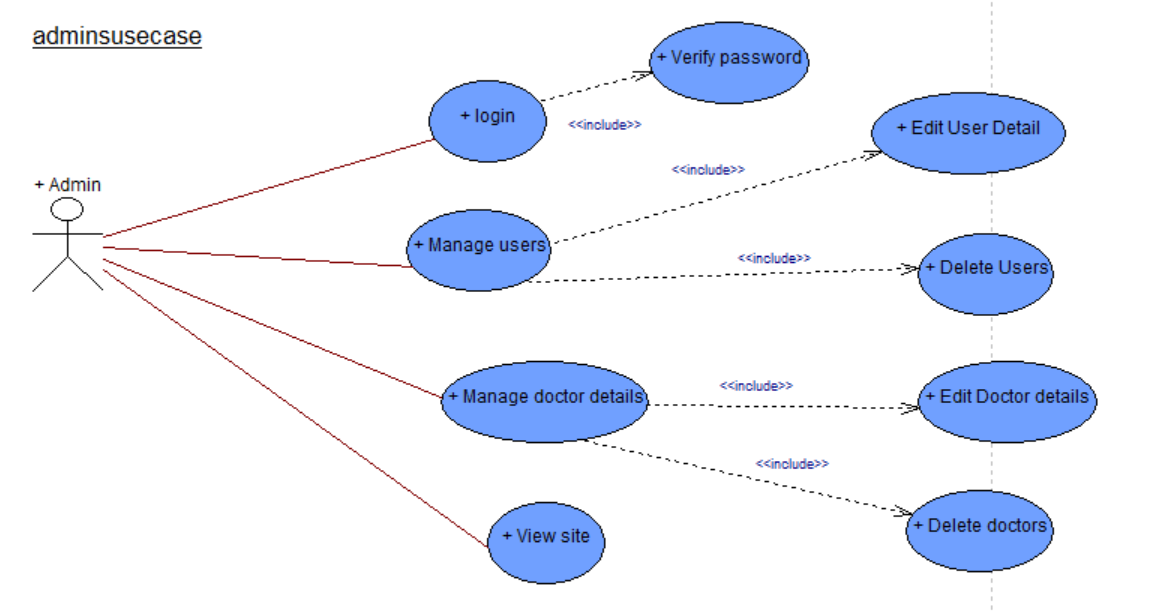 adminsusecase
+ Verify password
+ login
<<include>>
+ Edit User Detail
<<include>>
+ Admin
+ Manage users
<<include>>
+ Delete Users
<<include>>
+ Manage doctor details
+ Edit Doctor details
<<include>>
+ Delete doctors
+ View site